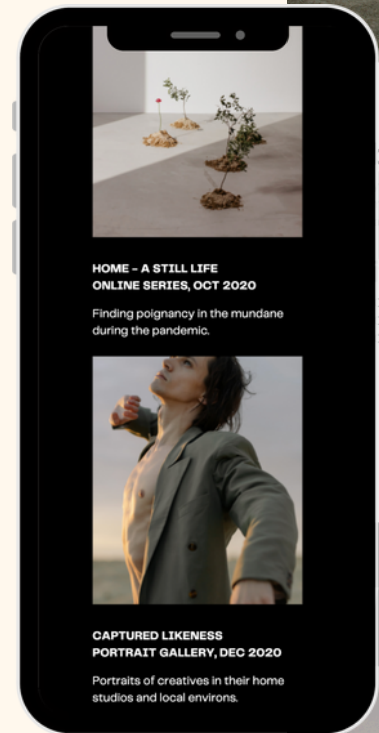 HOME - A STILL LIFE
ONLINE SERIES, OCT 2020
Finding poignancy in the mundane
during the pandemic.
CAPTURED LIKENESS
PORTRAIT GALLERY, DEC 2020
Portraits of creatives in their home
studios and local environs.